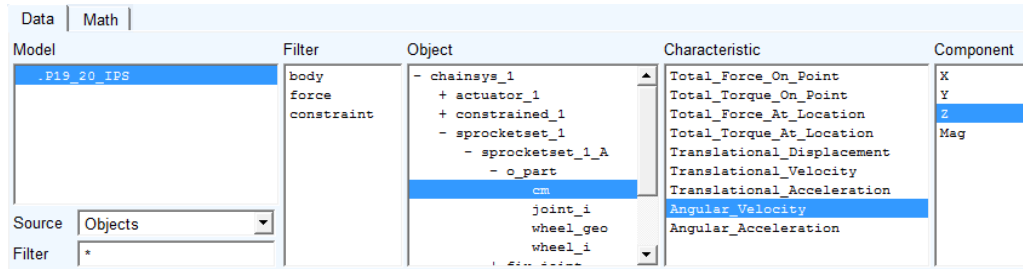 Data Math
Model Filter Object Characteristic Component
.P19_20_IPS
body
force
constraint
- chainsys_1
+ actuator_1
+ constrained_1
- sprocketset_1
- sprocketset_1_A
- o_part
cm
joint_i
wheel_geo
wheel_i
+ fix_joint
Total_Force_On_Point
Total_Torque_On_Point
Total_Force_At_Location
Total_Torque_At_Location
Translational_Displacement
Translational_Velocity
Translational_Acceleration
Angular_Velocity
Angular_Acceleration
X
Y
Z
Mag
Source Objects
Filter *